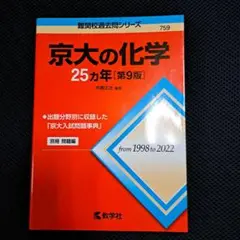 難関校過去問シリーズ
759
京大の化学
25カ年[第9版]
●出題分野別に収録した
「京大入試問題事典」
別冊 問題編
from 1998 to 2022
教学社